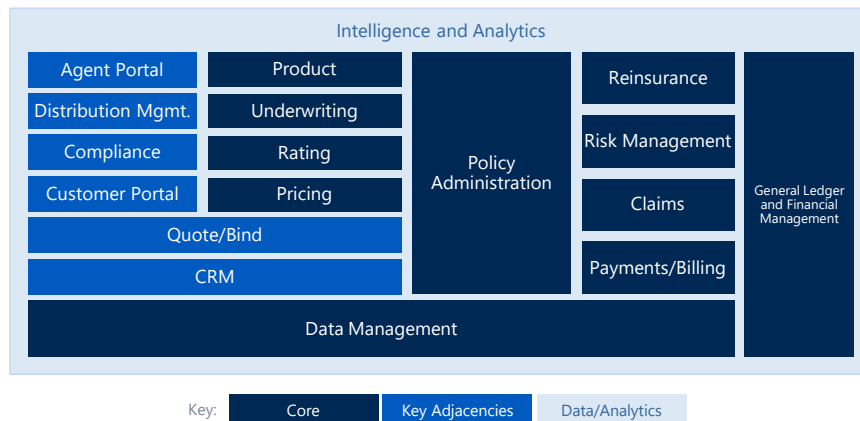 Intelligence and Analytics
Agent Portal
Distribution Mgmt.
Compliance
Customer Portal
Product
Underwriting
Rating
Pricing
Quote/Bind
CRM
Policy
Administration
Reinsurance
Risk Management
Claims
Payments/Billing
General Ledger
and Financial
Management
Data Management
Key:
Core
Key Adjacencies
Data/Analytics